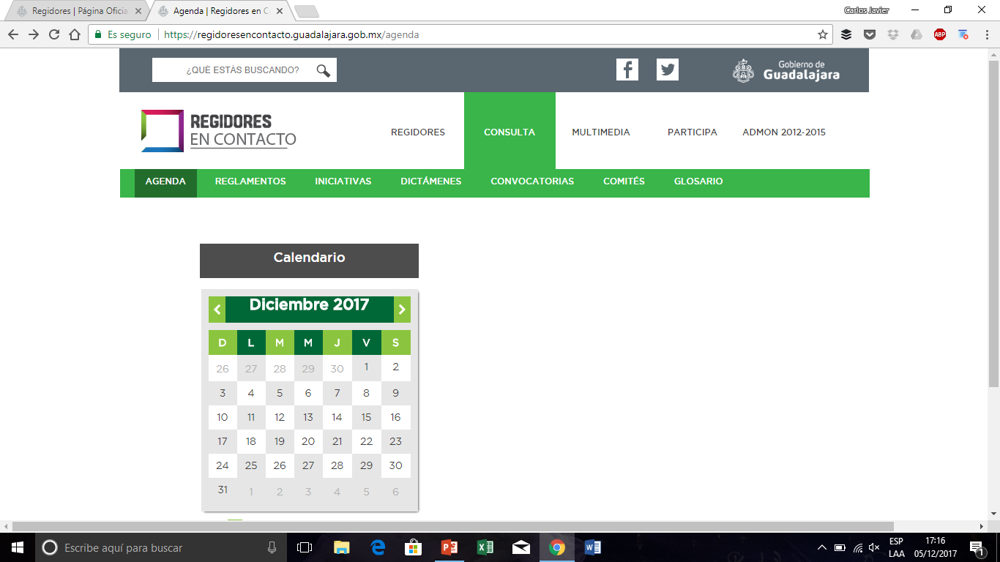 Regidores | Página Oficia
Agenda | Regidores en C
Carlos Javier
Es seguro
https://regidoresencontacto.guadalajara.gob.mx/agenda
ABP
¿QUÉ ESTÁS BUSCANDO?
Gobierno de
Guadalajara
REGIDORES
EN CONTACTO
REGIDORES CONSULTA MULTIMEDIA PARTICIPA ADMON 2012-2015
AGENDA REGLAMENTOS INICIATIVAS DICTÁMENES CONVOCATORIAS COMITÉS GLOSARIO
Calendario
Diciembre 2017
D L M M J V S
26 27 28 29 30 1 2
3 4 5 6 7 8 9
10 11 12 13 14 15 16
17 18 19 20 21 22 23
24 25 26 27 28 29 30
31 1 2 3 4 5 6
Escribe aquí para buscar
ESP
LAA
17:16
05/12/2017
1